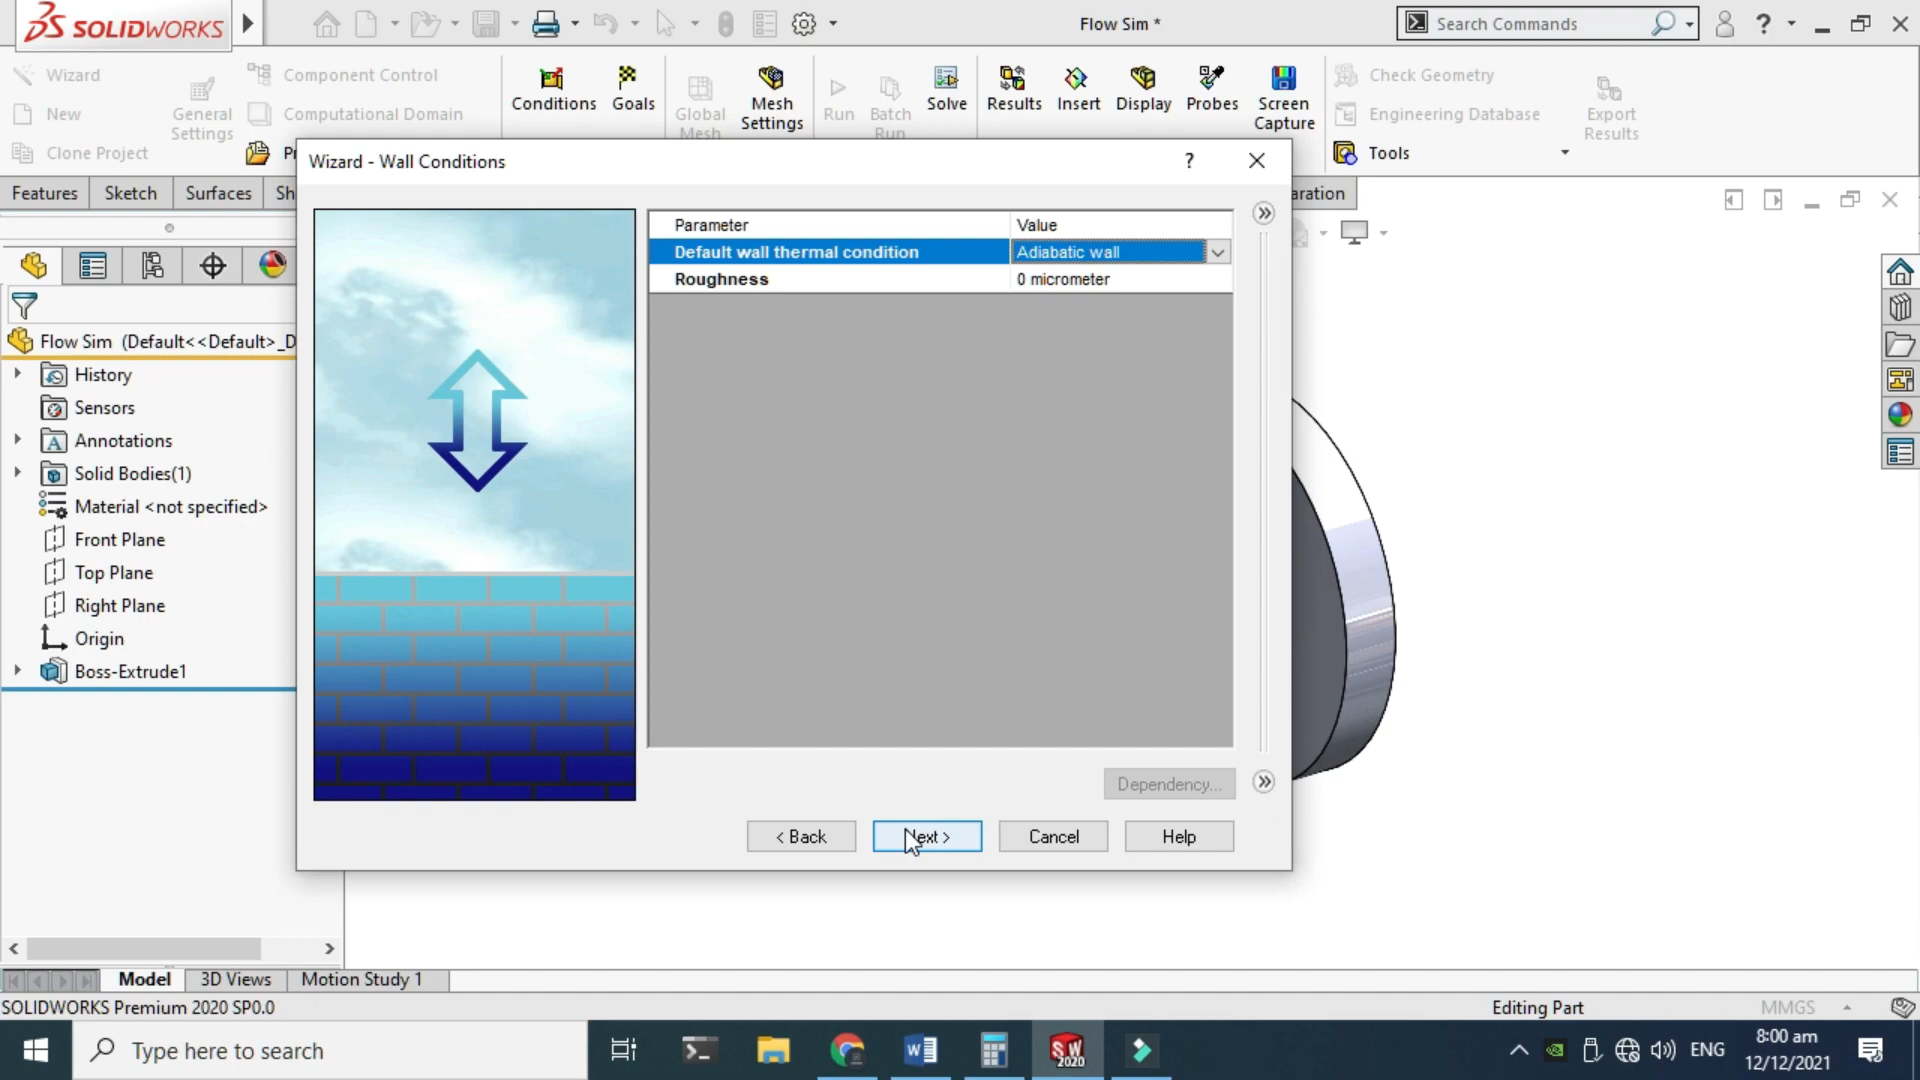 SOLIDWORKS
Flow Sim *
Search Commands
?
Wizard
New
Clone Project
General
Settings
Component Control
Computational Domain
Conditions
Goals
Global
Mesh
Mesh
Settings
Run
Batch
Run
Solve
Results
Insert
Display
Probes
Screen
Capture
Check Geometry
Engineering Database
Tools
Export
Results
Features
Sketch
Surfaces
Wizard - Wall Conditions
?
Parameter
Value
Default wall thermal condition
Adiabatic wall
Roughness
0 micrometer
Dependency...
< Back
Next >
Cancel
Help
Flow Sim (Default<<Default>_D
History
Sensors
Annotations
Solid Bodies(1)
Material <not specified>
Front Plane
Top Plane
Right Plane
Origin
Boss-Extrude1
Model
3D Views
Motion Study 1
SOLIDWORKS Premium 2020 SP0.0
Editing Part
MMGS
Type here to search
SW
2020
ENG
8:00 am
12/12/2021